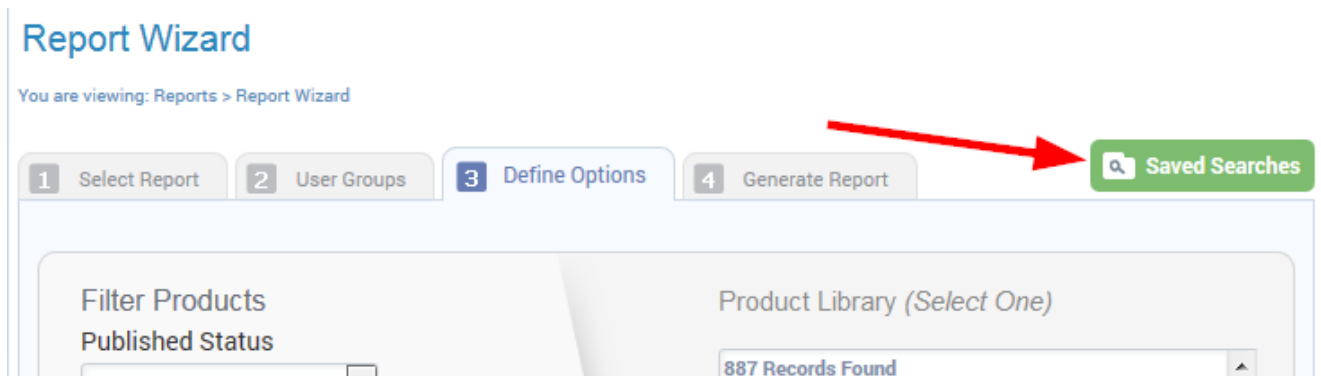 Report Wizard
You are viewing: Reports > Report Wizard
1 Select Report 2 User Groups 3 Define Options 4 Generate Report Saved Searches
Filter Products
Product Library (Select One)
Published Status
887 Records Found